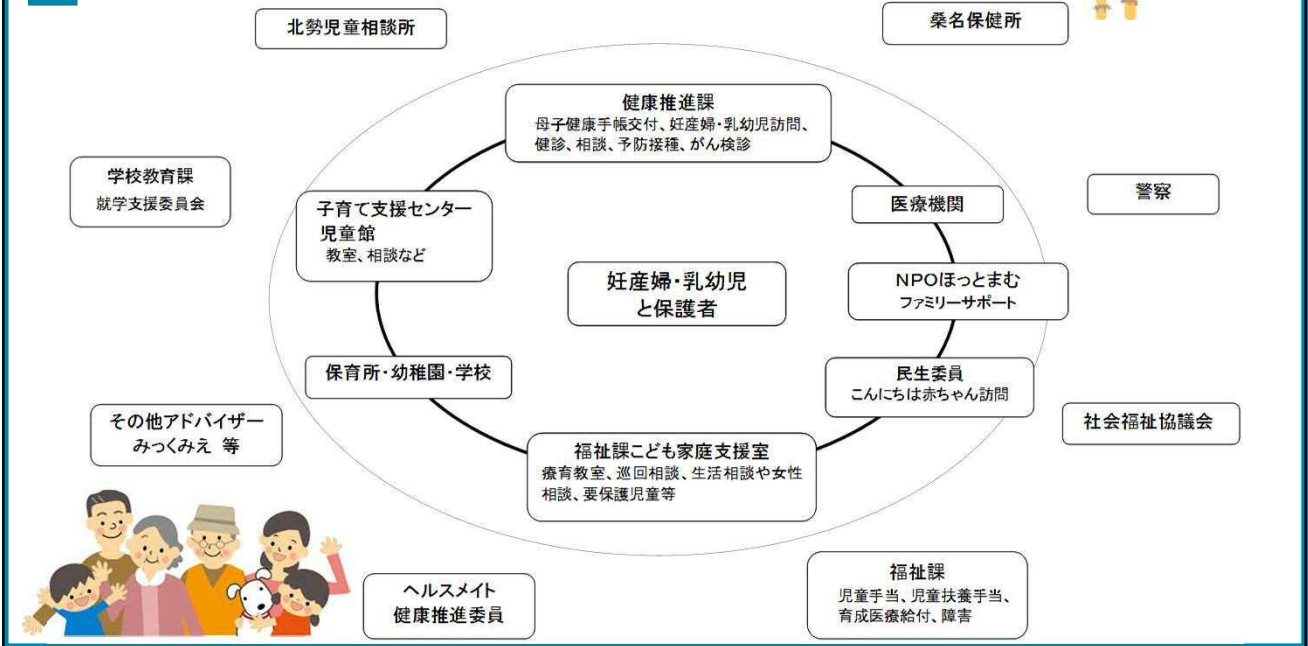 北勢児童相談所
桑名保健所
健康推進課
母子健康手帳交付、妊産婦・乳幼児訪問、
健診、相談、予防接種、がん検診
学校教育課
就学支援委員会
警察
子育て支援センター
児童館
教室、相談など
医療機関
妊産婦・乳幼児
と保護者
NPOほっとまむ
ファミリーサポート
保育所・幼稚園・学校
民生委員
こんにちは赤ちゃん訪問
その他アドバイザー
みっくみえ 等
社会福祉協議会
福祉課こども家庭支援室
療育教室、巡回相談、生活相談や女性
相談、要保護児童等
ヘルスメイト
健康推進委員
福祉課
児童手当、児童扶養手当、
育成医療給付、障害